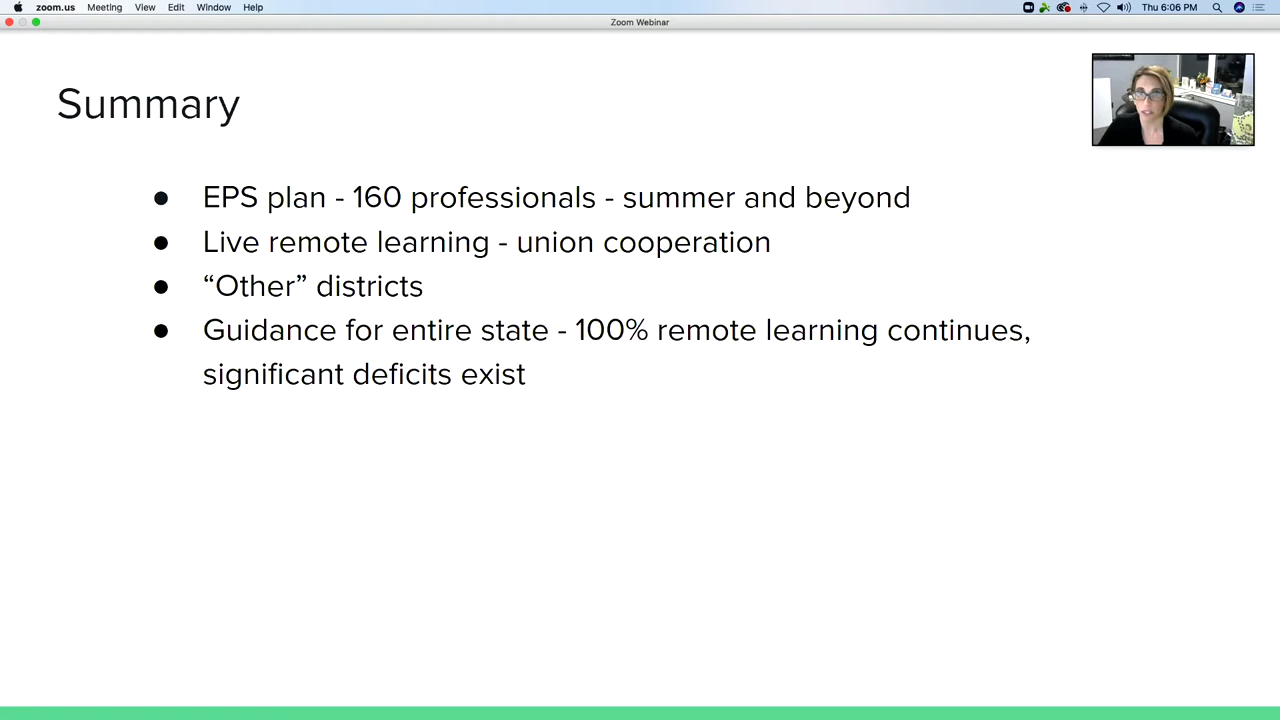 zoom.us Meeting View Edit Window Help Thu 6:06 PM
Zoom Webinar
Summary
● EPS plan - 160 professionals - summer and beyond
● Live remote learning - union cooperation
● “Other” districts
● Guidance for entire state - 100% remote learning continues,
significant deficits exist